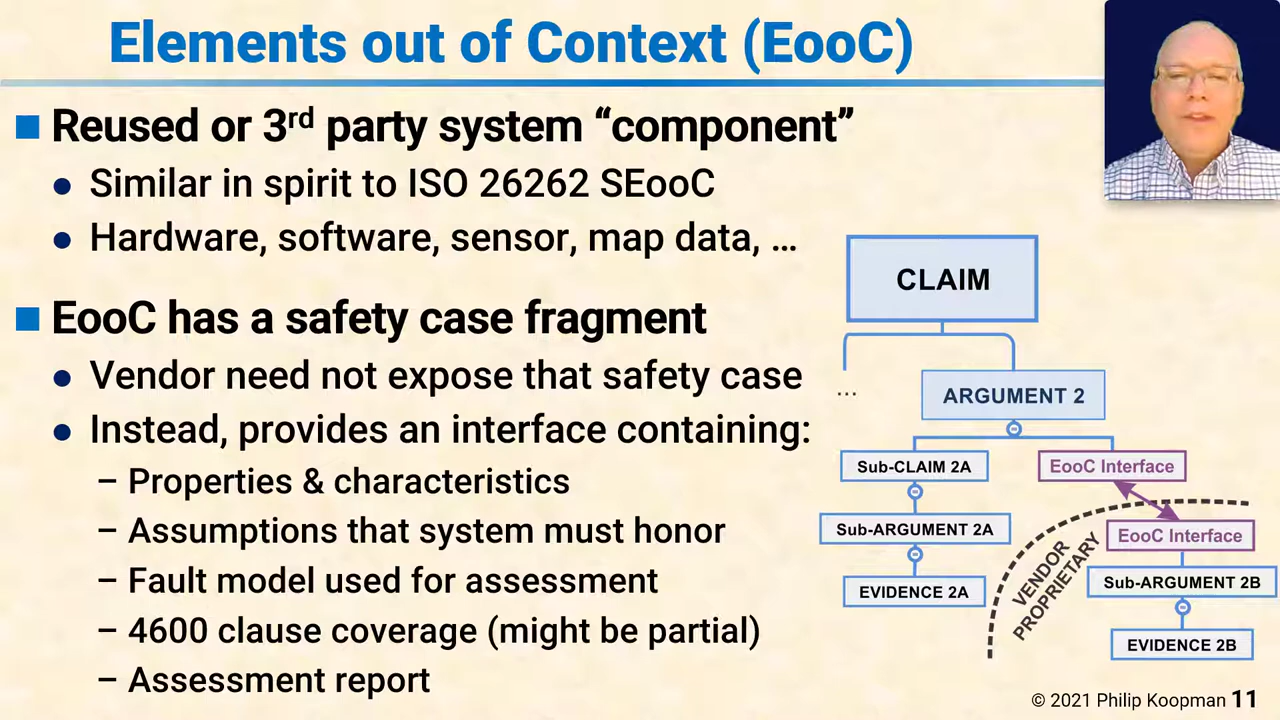 Elements out of Context (EooC)
■ Reused or 3rd party system “component”
● Similar in spirit to ISO 26262 SEooC
● Hardware, software, sensor, map data, ...
■ EooC has a safety case fragment
● Vendor need not expose that safety case
● Instead, provides an interface containing:
– Properties & characteristics
– Assumptions that system must honor
– Fault model used for assessment
– 4600 clause coverage (might be partial)
– Assessment report
CLAIM
...
ARGUMENT 2
Sub-CLAIM 2A
EooC Interface
Sub-ARGUMENT 2A
EooC Interface
VENDOR
PROPRIETARY
EVIDENCE 2A
Sub-ARGUMENT 2B
EVIDENCE 2B
© 2021 Philip Koopman 11